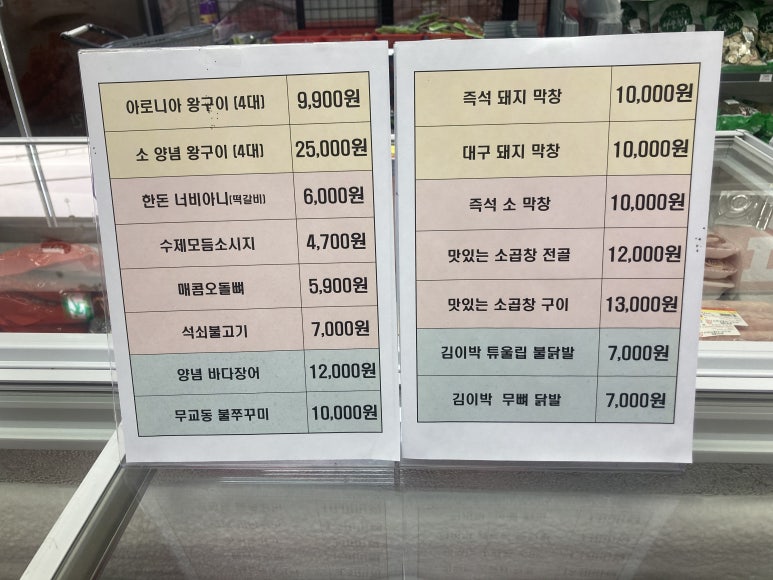 아로니아 왕구이 (4대) 9,900원
소 양념 왕구이 (4대) 25,000원
한돈 너비아니(떡갈비) 6,000원
수제모듬소시지 4,700원
매콤오돌뼈 5,900원
석쇠불고기 7,000원
양념 바다장어 12,000원
무교동 불쭈꾸미 10,000원
즉석 돼지 막창 10,000원
대구 돼지 막창 10,000원
즉석 소 막창 10,000원
맛있는 소곱창 전골 12,000원
맛있는 소곱창 구이 13,000원
김이박 튜울립 불닭발 7,000원
김이박 무뼈 닭발 7,000원